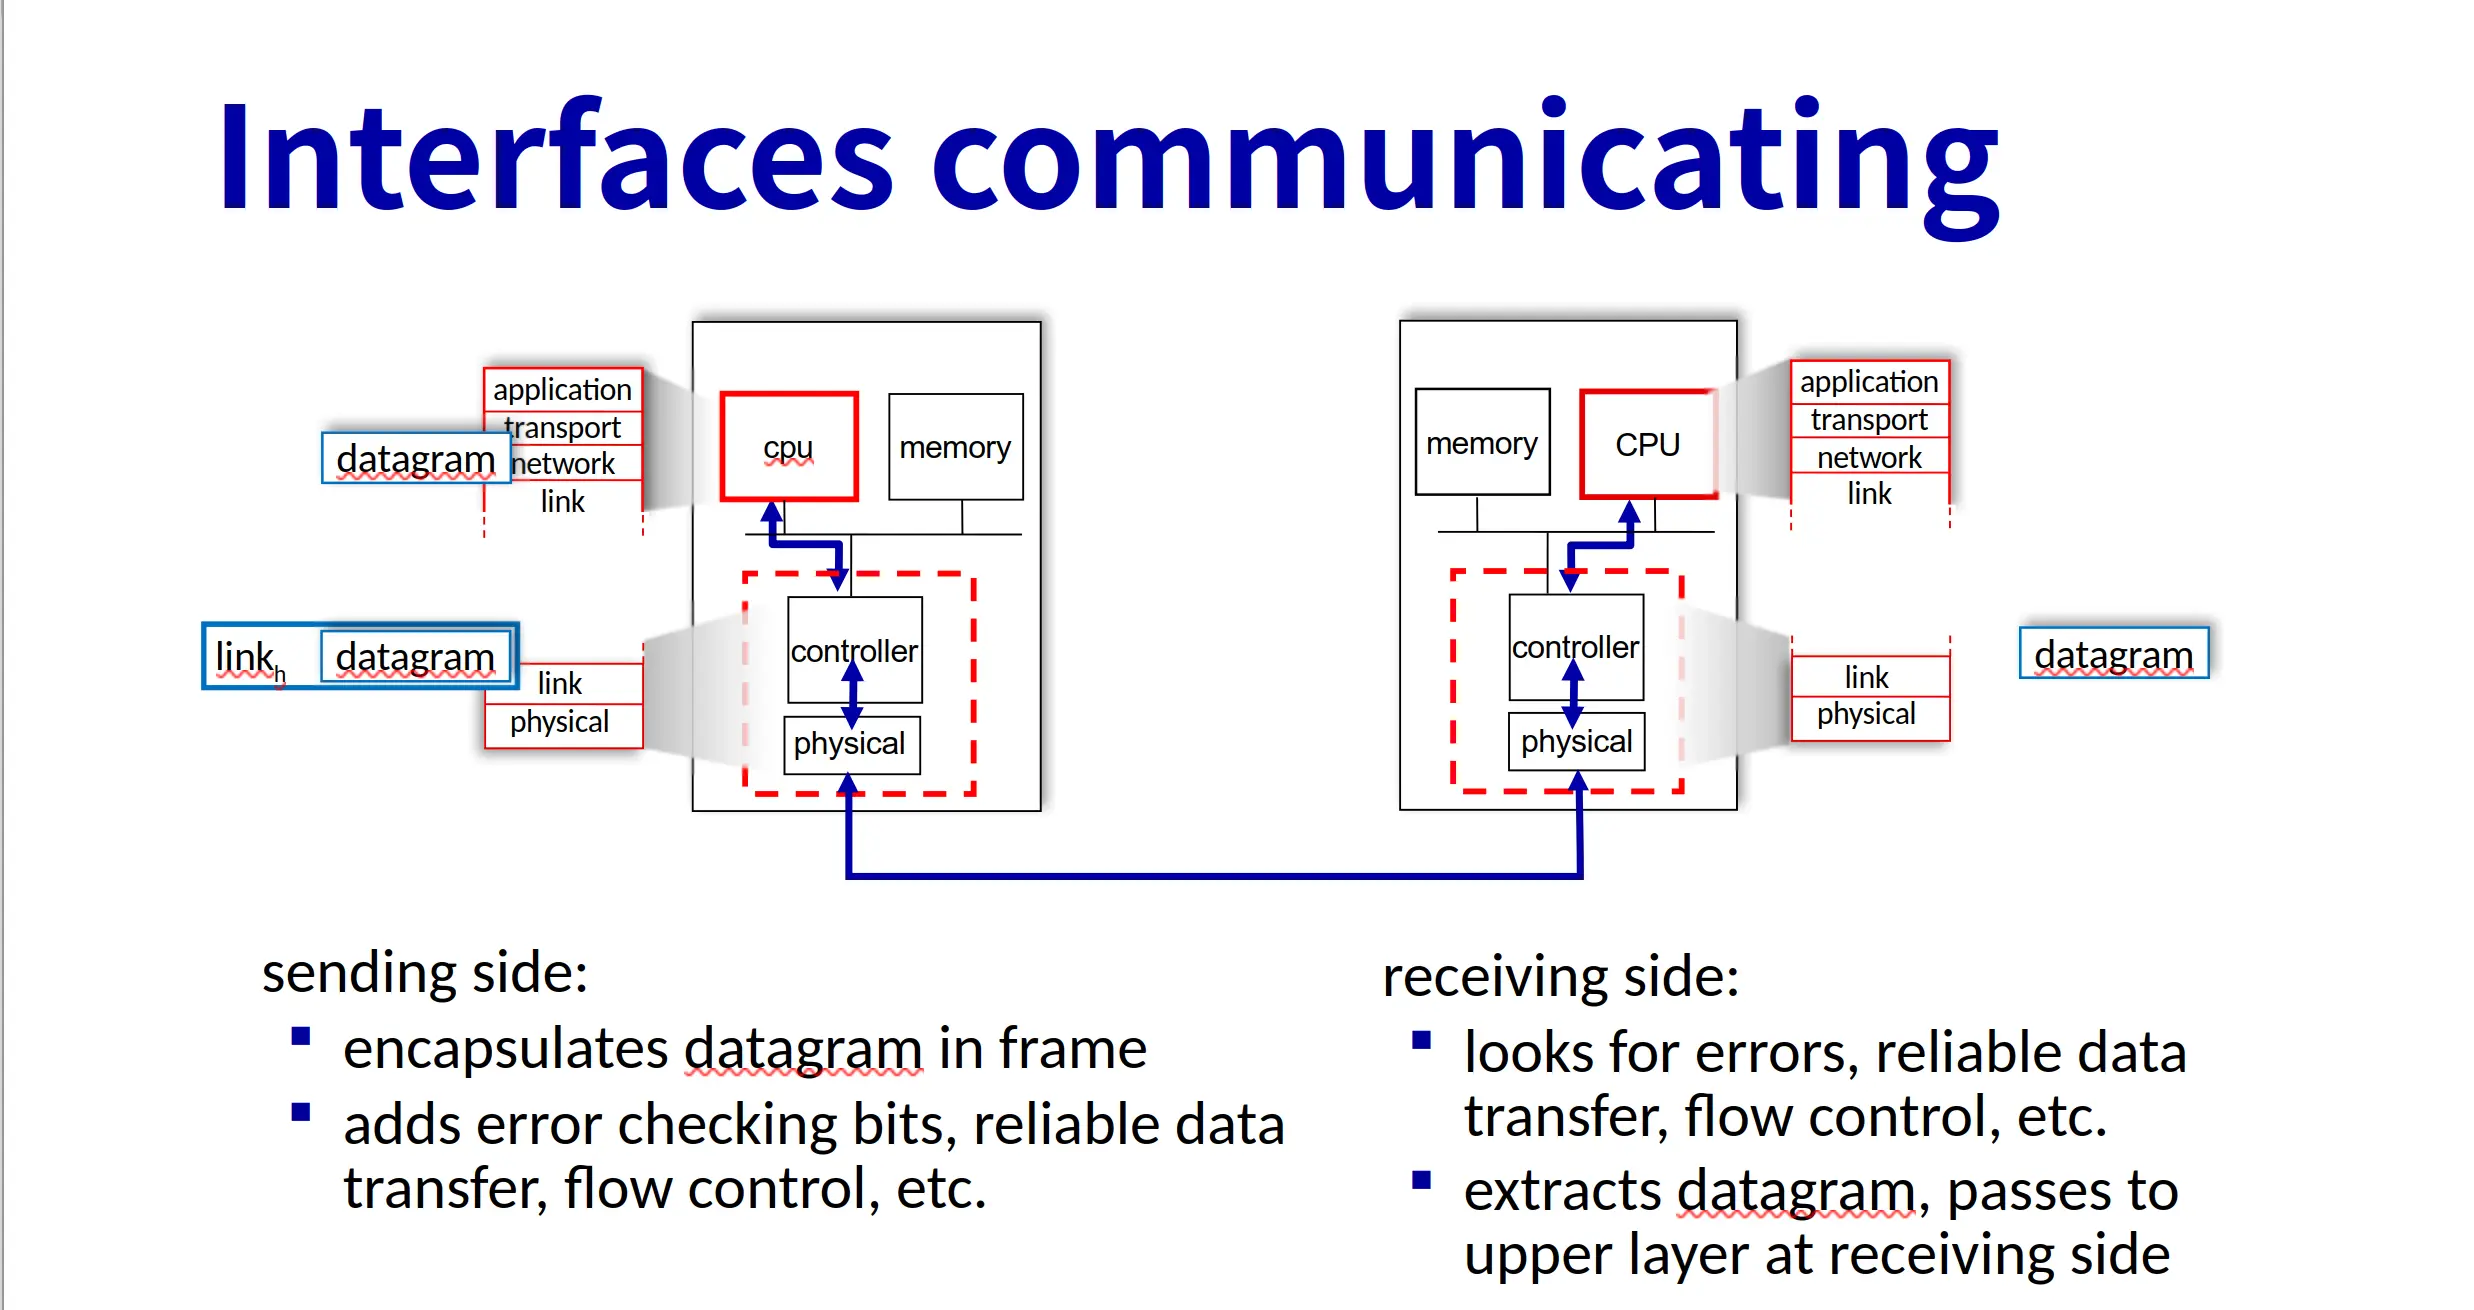 Interfaces communicating
application
transport
network
link
datagram
cpu
memory
controller
physical
link
physical
linkh
datagram
memory
CPU
controller
physical
application
transport
network
link
link
physical
datagram
sending side:
encapsulates datagram in frame
adds error checking bits, reliable data
transfer, flow control, etc.
receiving side:
looks for errors, reliable data
transfer, flow control, etc.
extracts datagram, passes to
upper layer at receiving side